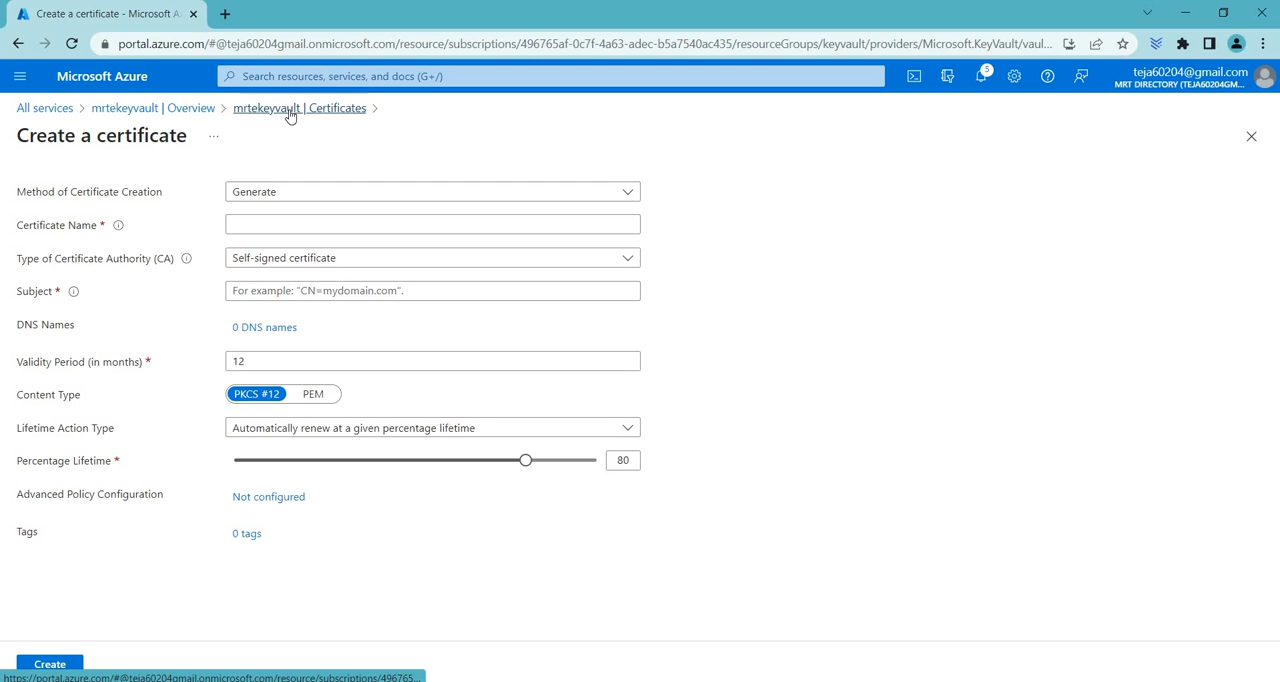 Create a certificate - Microsoft A
portal.azure.com/#@teja60204gmail.onmicrosoft.com/resource/subscriptions/496765af-0c7f-4a63-adec-b5a7540ac435/resourceGroups/keyvault/providers/Microsoft.KeyVault/vaul...
Microsoft Azure
Search resources, services, and docs (G+/)
5
teja60204@gmail.com
MRT DIRECTORY (TEJA60204GM...
All services > mrtekeyvault | Overview > mrtekeyvault | Certificates >
Create a certificate ...
Method of Certificate Creation Generate
Certificate Name *
Type of Certificate Authority (CA) Self-signed certificate
Subject * For example: "CN=mydomain.com".
DNS Names 0 DNS names
Validity Period (in months) * 12
Content Type PKCS #12 PEM
Lifetime Action Type Automatically renew at a given percentage lifetime
Percentage Lifetime * 80
Advanced Policy Configuration Not configured
Tags 0 tags
Create
https://portal.azure.com/#@teja60204gmail.onmicrosoft.com/resource/subscriptions/496765...